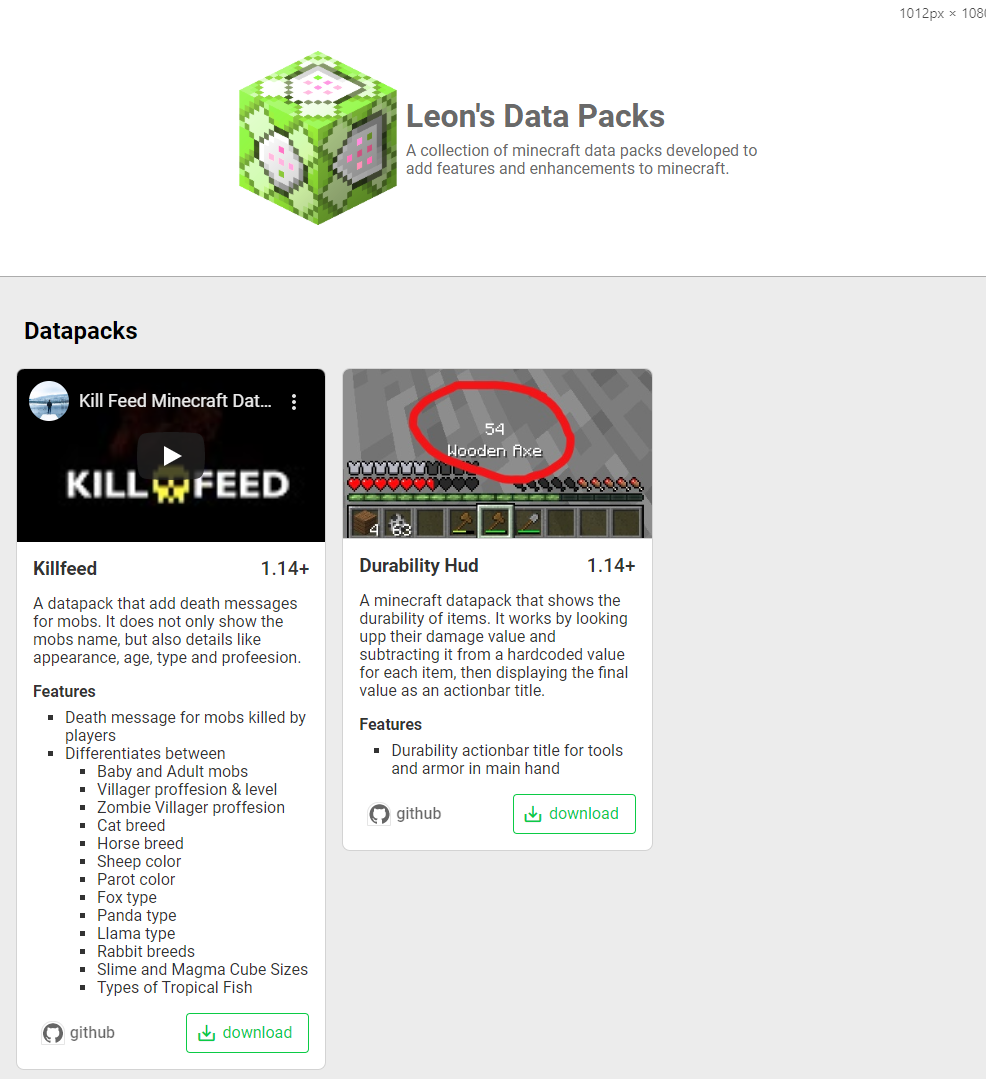 1012px × 1080
Leon's Data Packs
A collection of minecraft data packs developed to
add features and enhancements to minecraft.
Datapacks
Kill Feed Minecraft Dat...
KILL FEED
Killfeed 1.14+
A datapack that add death messages
for mobs. It does not only show the
mobs name, but also details like
appearance, age, type and profeesion.
Features
Death message for mobs killed by
players
Differentiates between
Baby and Adult mobs
Villager proffesion & level
Zombie Villager proffesion
Cat breed
Horse breed
Sheep color
Parot color
Fox type
Panda type
Llama type
Rabbit breeds
Slime and Magma Cube Sizes
Types of Tropical Fish
github download
54
Wooden Axe
4 63
Durability Hud 1.14+
A minecraft datapack that shows the
durability of items. It works by looking
upp their damage value and
subtracting it from a hardcoded value
for each item, then displaying the final
value as an actionbar title.
Features
Durability actionbar title for tools
and armor in main hand
github download